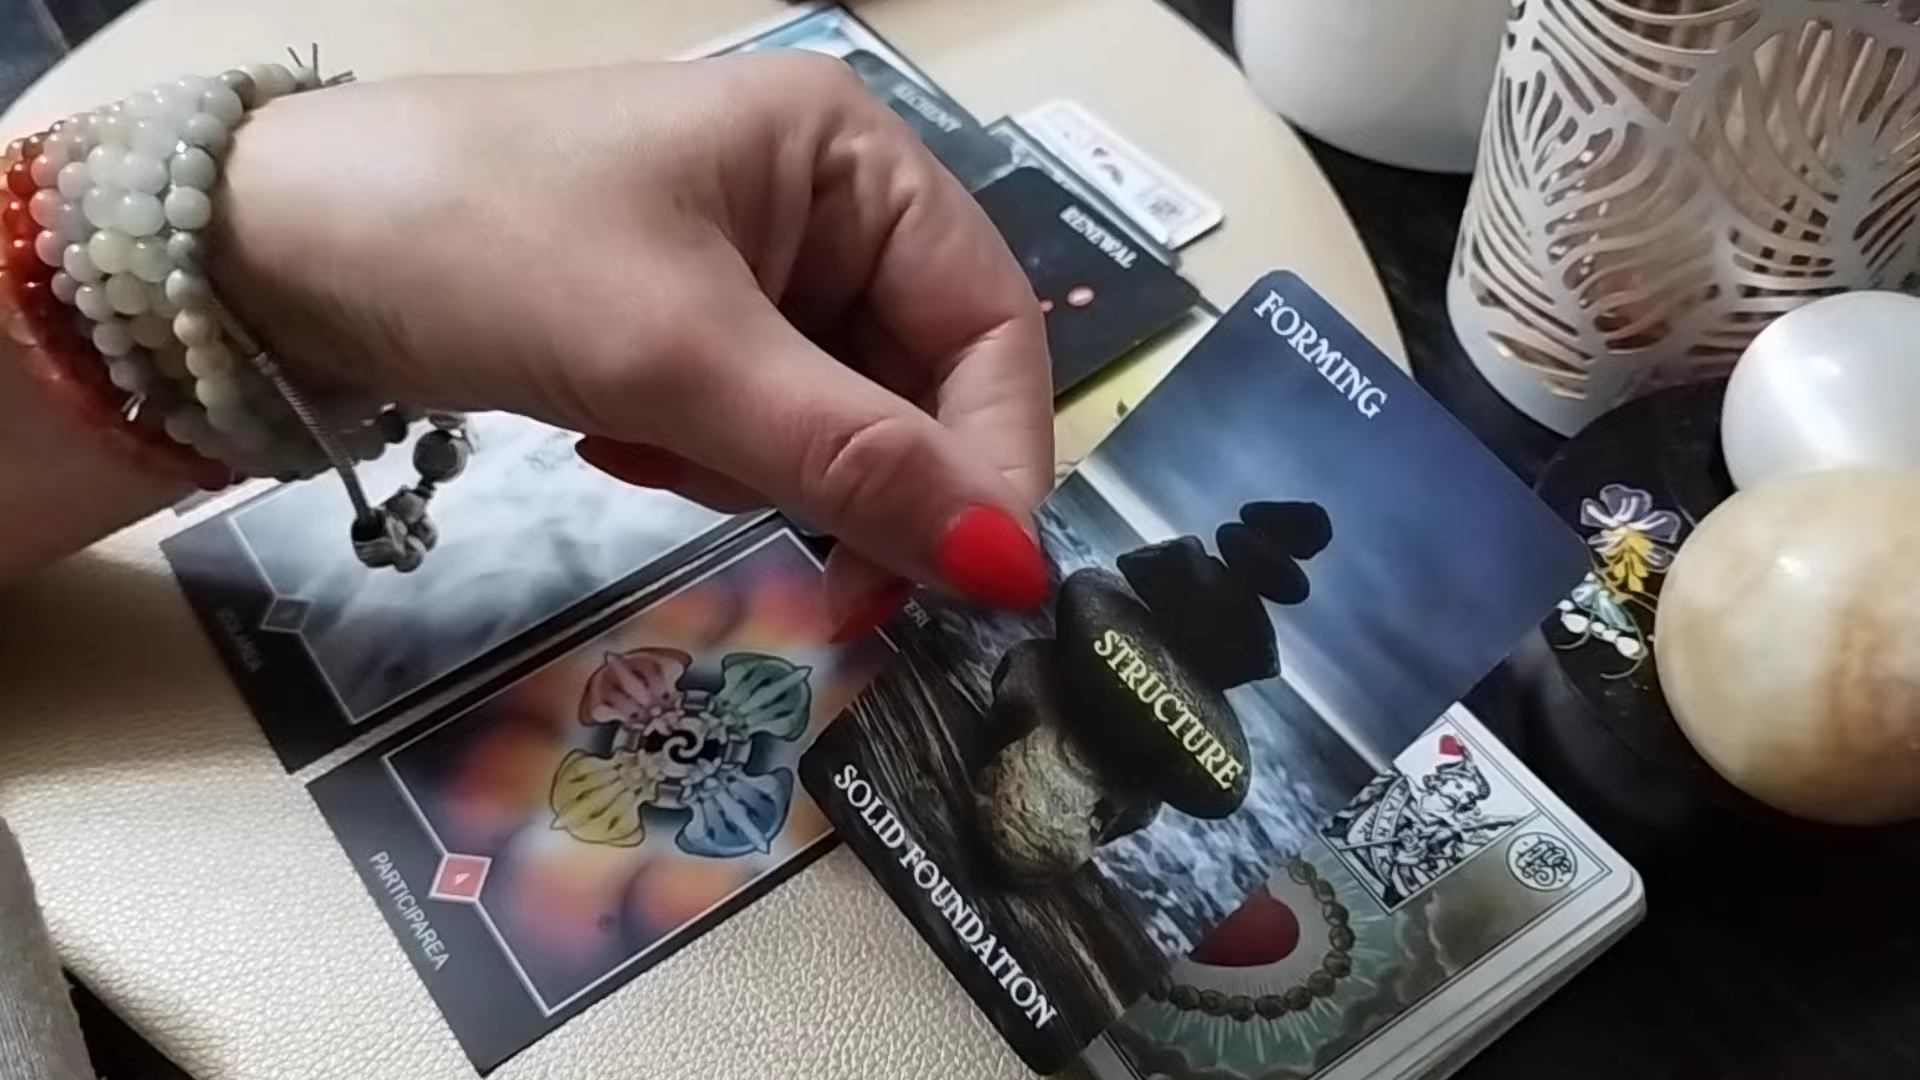 ALCHEMY
RENEWAL
FORMING
STRUCTURE
SOLID FOUNDATION
PARTICIPAREA